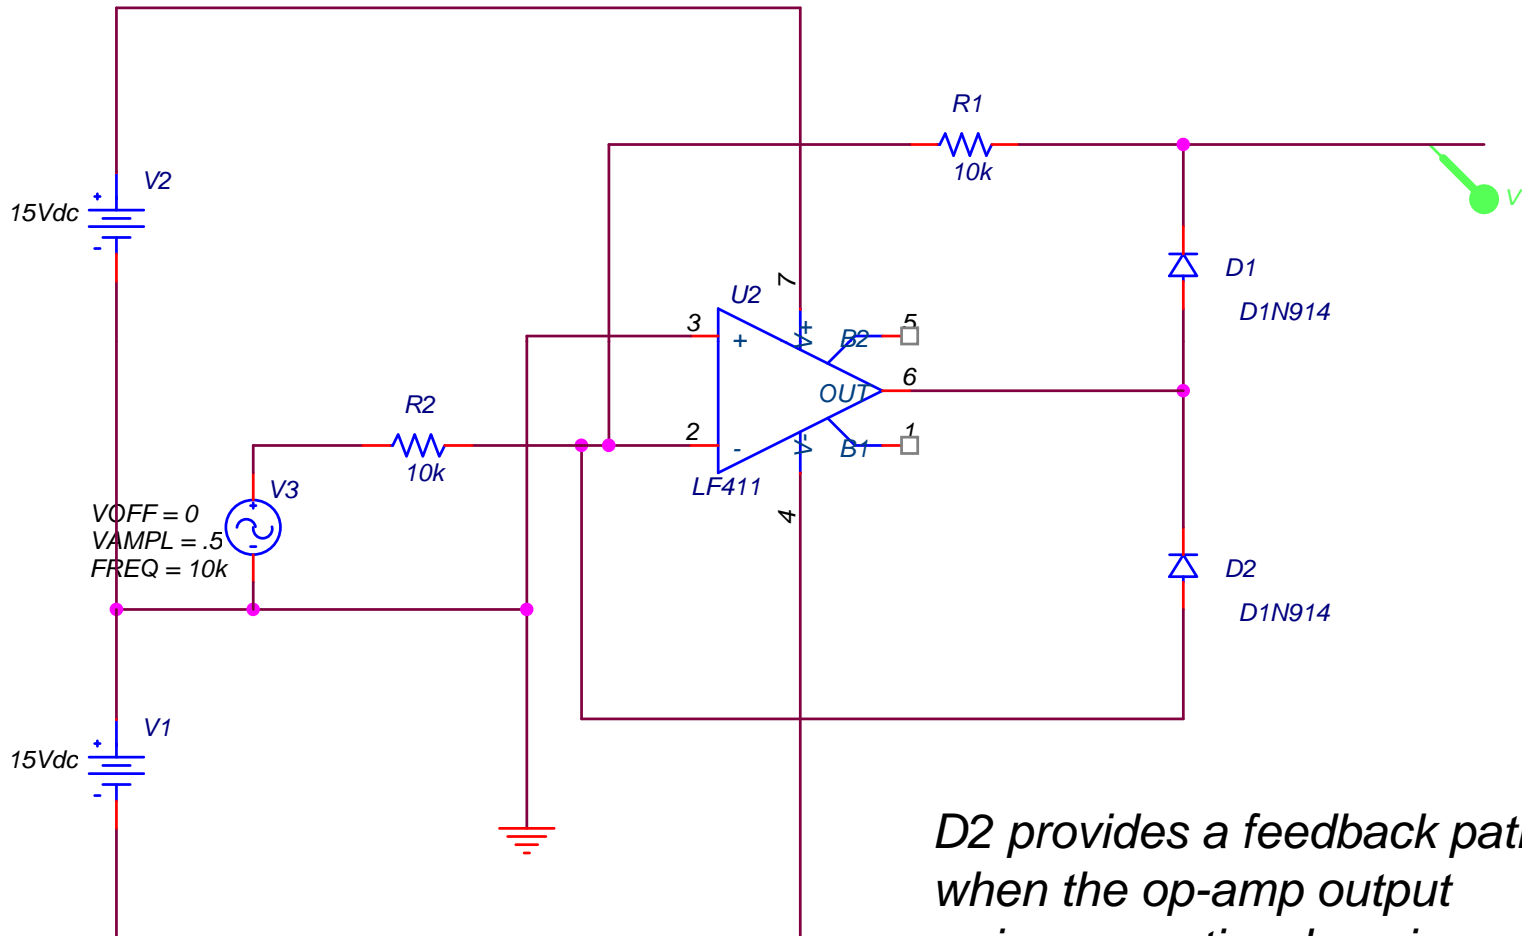 R1
10k
V2
15Vdc
+
-
V
D1
D1N914
7
U2
3
+
V+
B2
5
OUT
6
R2
10k
2
-
V-
B1
1
LF411
4
V3
+
-
VOFF = 0
VAMPL = .5
FREQ = 10k
D2
D1N914
V1
15Vdc
+
-
D2 provides a feedback pat
when the op-amp output